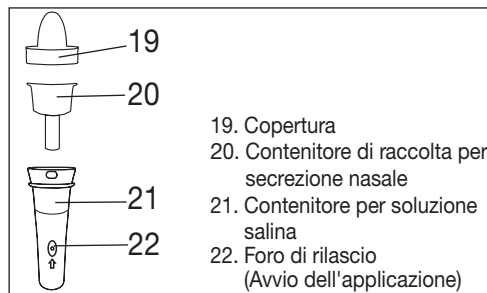 19
20
21
22
19. Copertura
20. Contenitore di raccolta per
secrezione nasale
21. Contenitore per soluzione
salina
22. Foro di rilascio
(Avvio dell'applicazione)